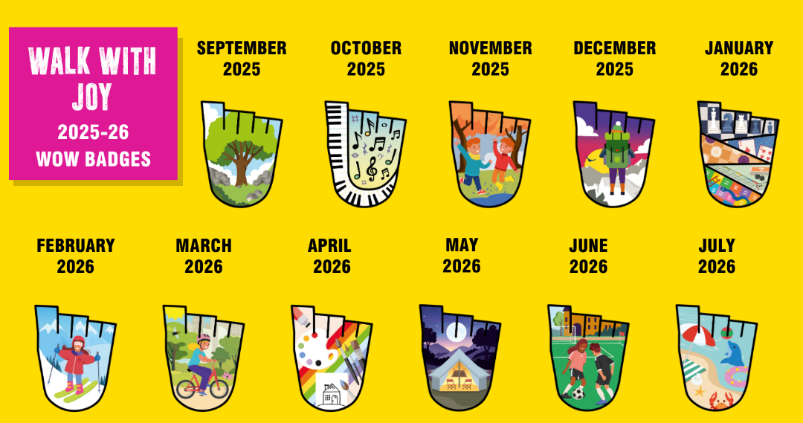 WALK WITH
JOY
2025-26
WOW BADGES
SEPTEMBER
2025
OCTOBER
2025
NOVEMBER
2025
DECEMBER
2025
JANUARY
2026
FEBRUARY
2026
MARCH
2026
APRIL
2026
MAY
2026
JUNE
2026
JULY
2026